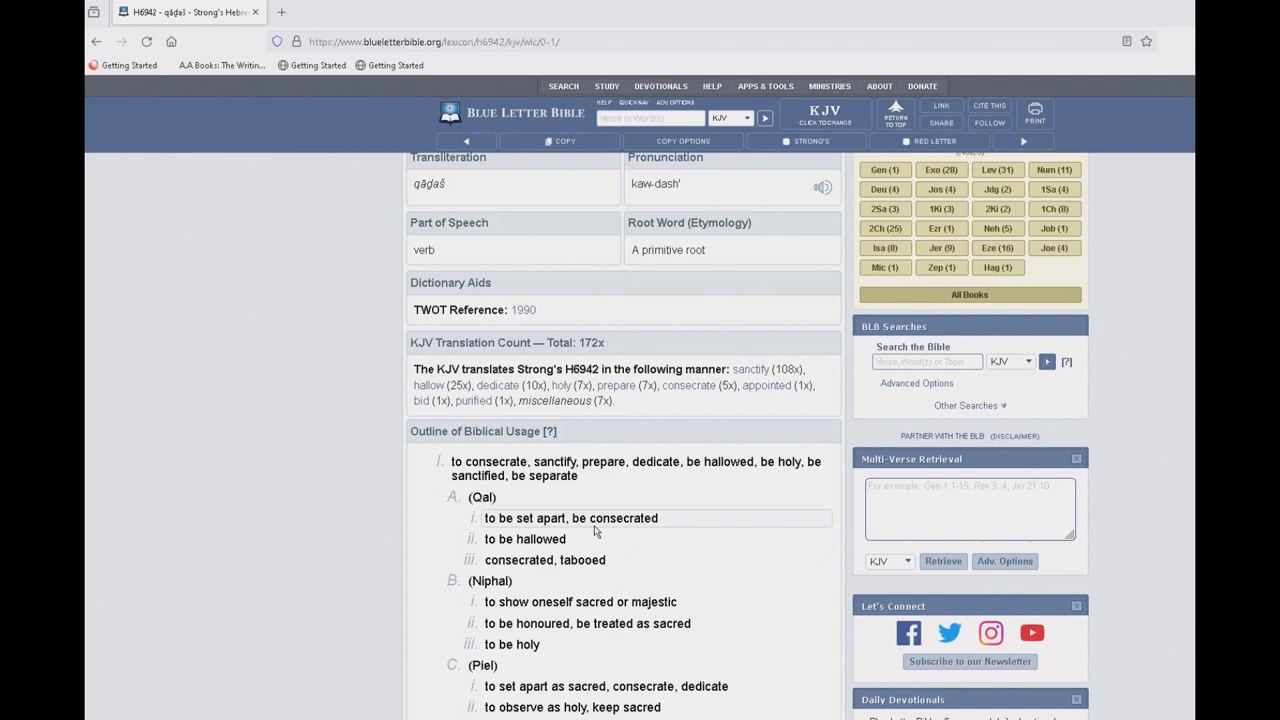 H6942 - qāḏaš - Strong's Hebre
https://www.blueletterbible.org/lexicon/h6942/kjv/wlc/0-1/
Getting Started
A.A Books: The Writin...
Getting Started
Getting Started
SEARCH STUDY DEVOTIONALS HELP APPS & TOOLS MINISTRIES ABOUT DONATE
BLUE LETTER BIBLE
HELP QUICKNAV ADV OPTIONS
Verse or Word(s)
KJV
KJV
CLICK TO CHANGE
RETURN
TO TOP
LINK
CITE THIS
SHARE
FOLLOW
PRINT
COPY
COPY OPTIONS
STRONG'S
RED LETTER
Transliteration
qāḏaš
Pronunciation
kaw-dash'
Part of Speech
verb
Root Word (Etymology)
A primitive root
Dictionary Aids
TWOT Reference: 1990
KJV Translation Count — Total: 172x
The KJV translates Strong's H6942 in the following manner: sanctify (108x),
hallow (25x), dedicate (10x), holy (7x), prepare (7x), consecrate (5x), appointed (1x),
bid (1x), purified (1x), miscellaneous (7x).
Outline of Biblical Usage [?]
I. to consecrate, sanctify, prepare, dedicate, be hallowed, be holy, be
sanctified, be separate
A. (Qal)
i. to be set apart, be consecrated
ii. to be hallowed
iii. consecrated, tabooed
B. (Niphal)
i. to show oneself sacred or majestic
ii. to be honoured, be treated as sacred
iii. to be holy
C. (Piel)
i. to set apart as sacred, consecrate, dedicate
ii. to observe as holy, keep sacred
Gen (1) Exo (28) Lev (31) Num (11)
Deu (4) Jos (4) Jdg (2) 1Sa (4)
2Sa (3) 1Ki (3) 2Ki (2) 1Ch (8)
2Ch (25) Ezr (1) Neh (5) Job (1)
Isa (8) Jer (9) Eze (16) Joe (4)
Mic (1) Zep (1) Hag (1)
All Books
BLB Searches
Search the Bible
Verse, Word(s) or Topic
KJV
[?]
Advanced Options
Other Searches
PARTNER WITH THE BLB (DISCLAIMER)
Multi-Verse Retrieval
For example: Gen 1:1-15; Rev 3; 4; Jer 21:10
KJV
Retrieve
Adv. Options
Let's Connect
Subscribe to our Newsletter
Daily Devotionals